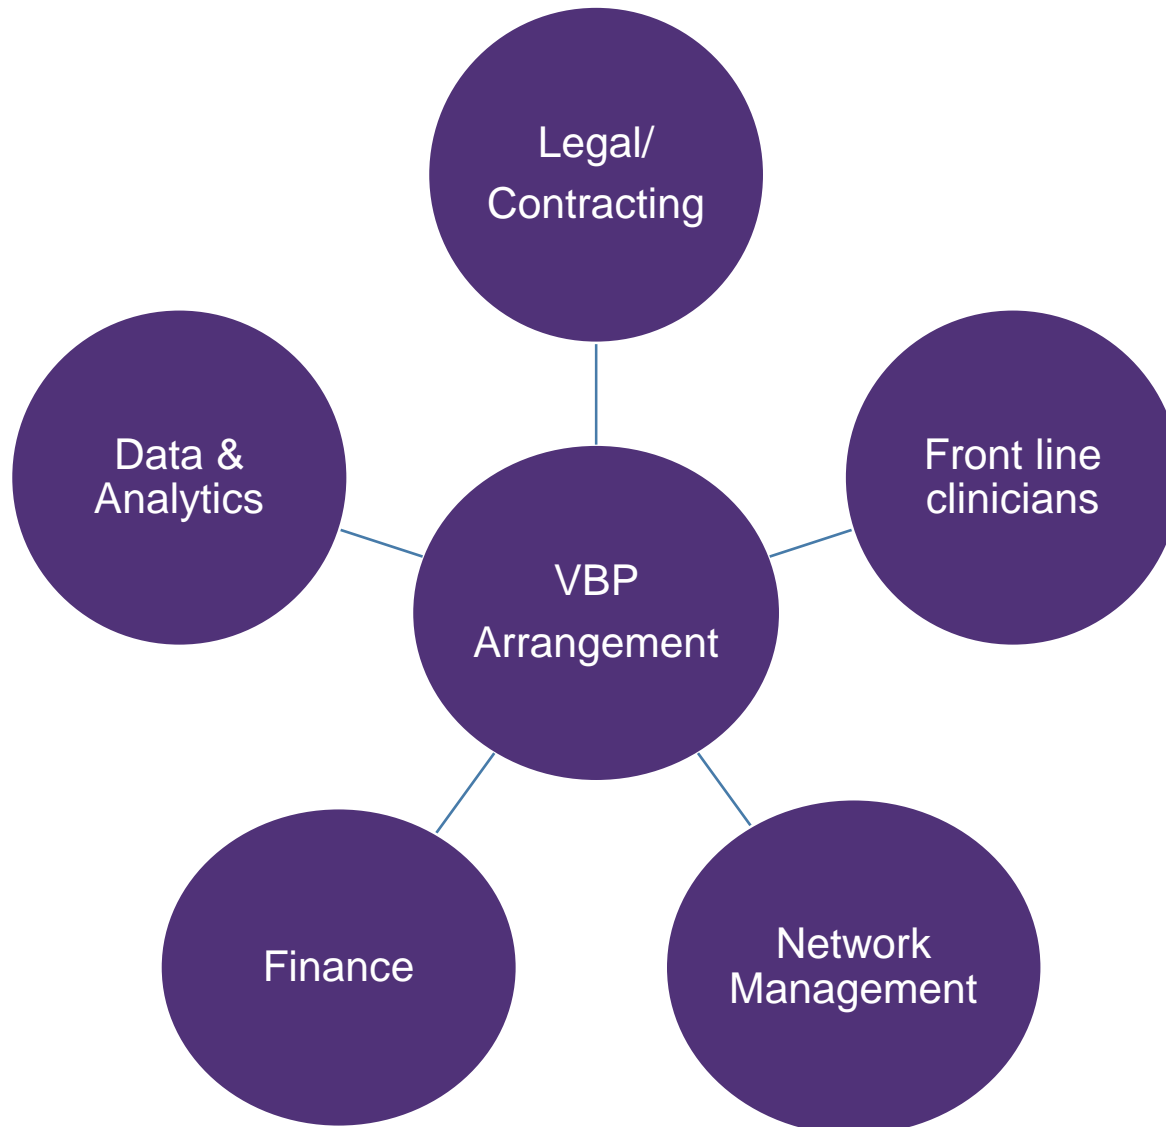 Legal/
Contracting
Data &
Analytics
Front line
clinicians
VBP
Arrangement
Finance
Network
Management